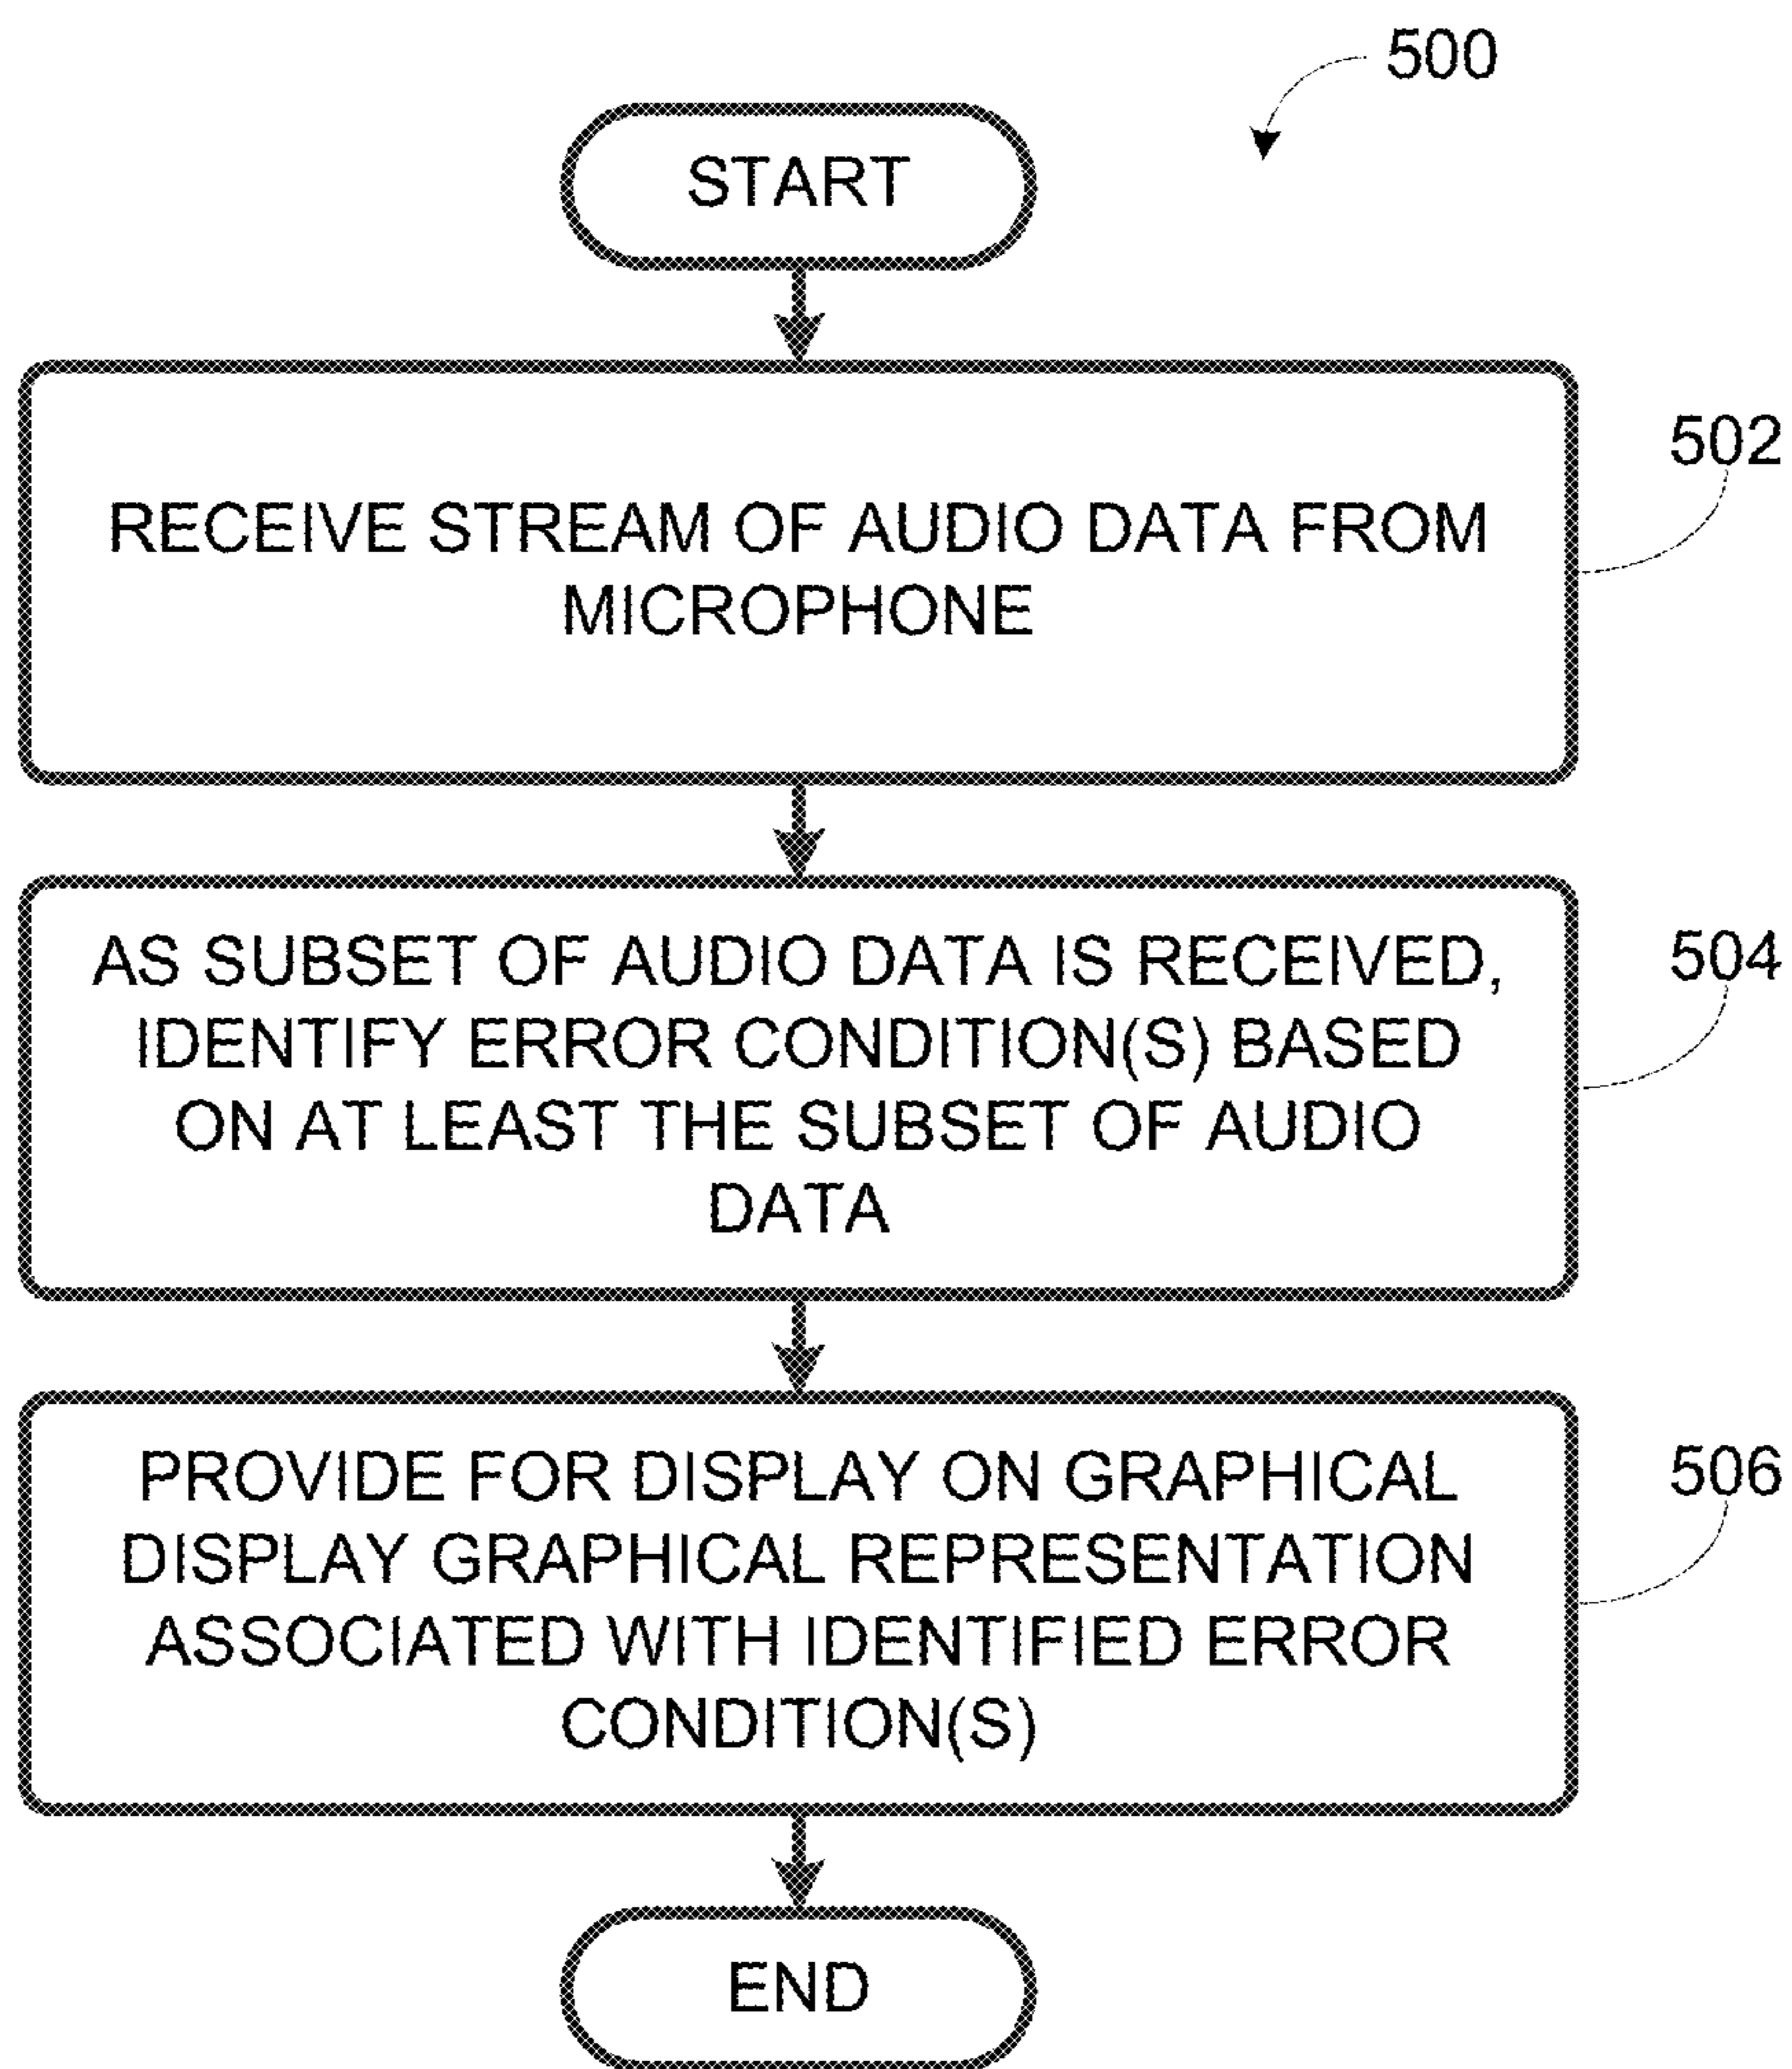 500
START
RECEIVE STREAM OF AUDIO DATA FROM
MICROPHONE
502
AS SUBSET OF AUDIO DATA IS RECEIVED,
IDENTIFY ERROR CONDITION(S) BASED
ON AT LEAST THE SUBSET OF AUDIO
DATA
504
PROVIDE FOR DISPLAY ON GRAPHICAL
DISPLAY GRAPHICAL REPRESENTATION
ASSOCIATED WITH IDENTIFIED ERROR
CONDITION(S)
506
END